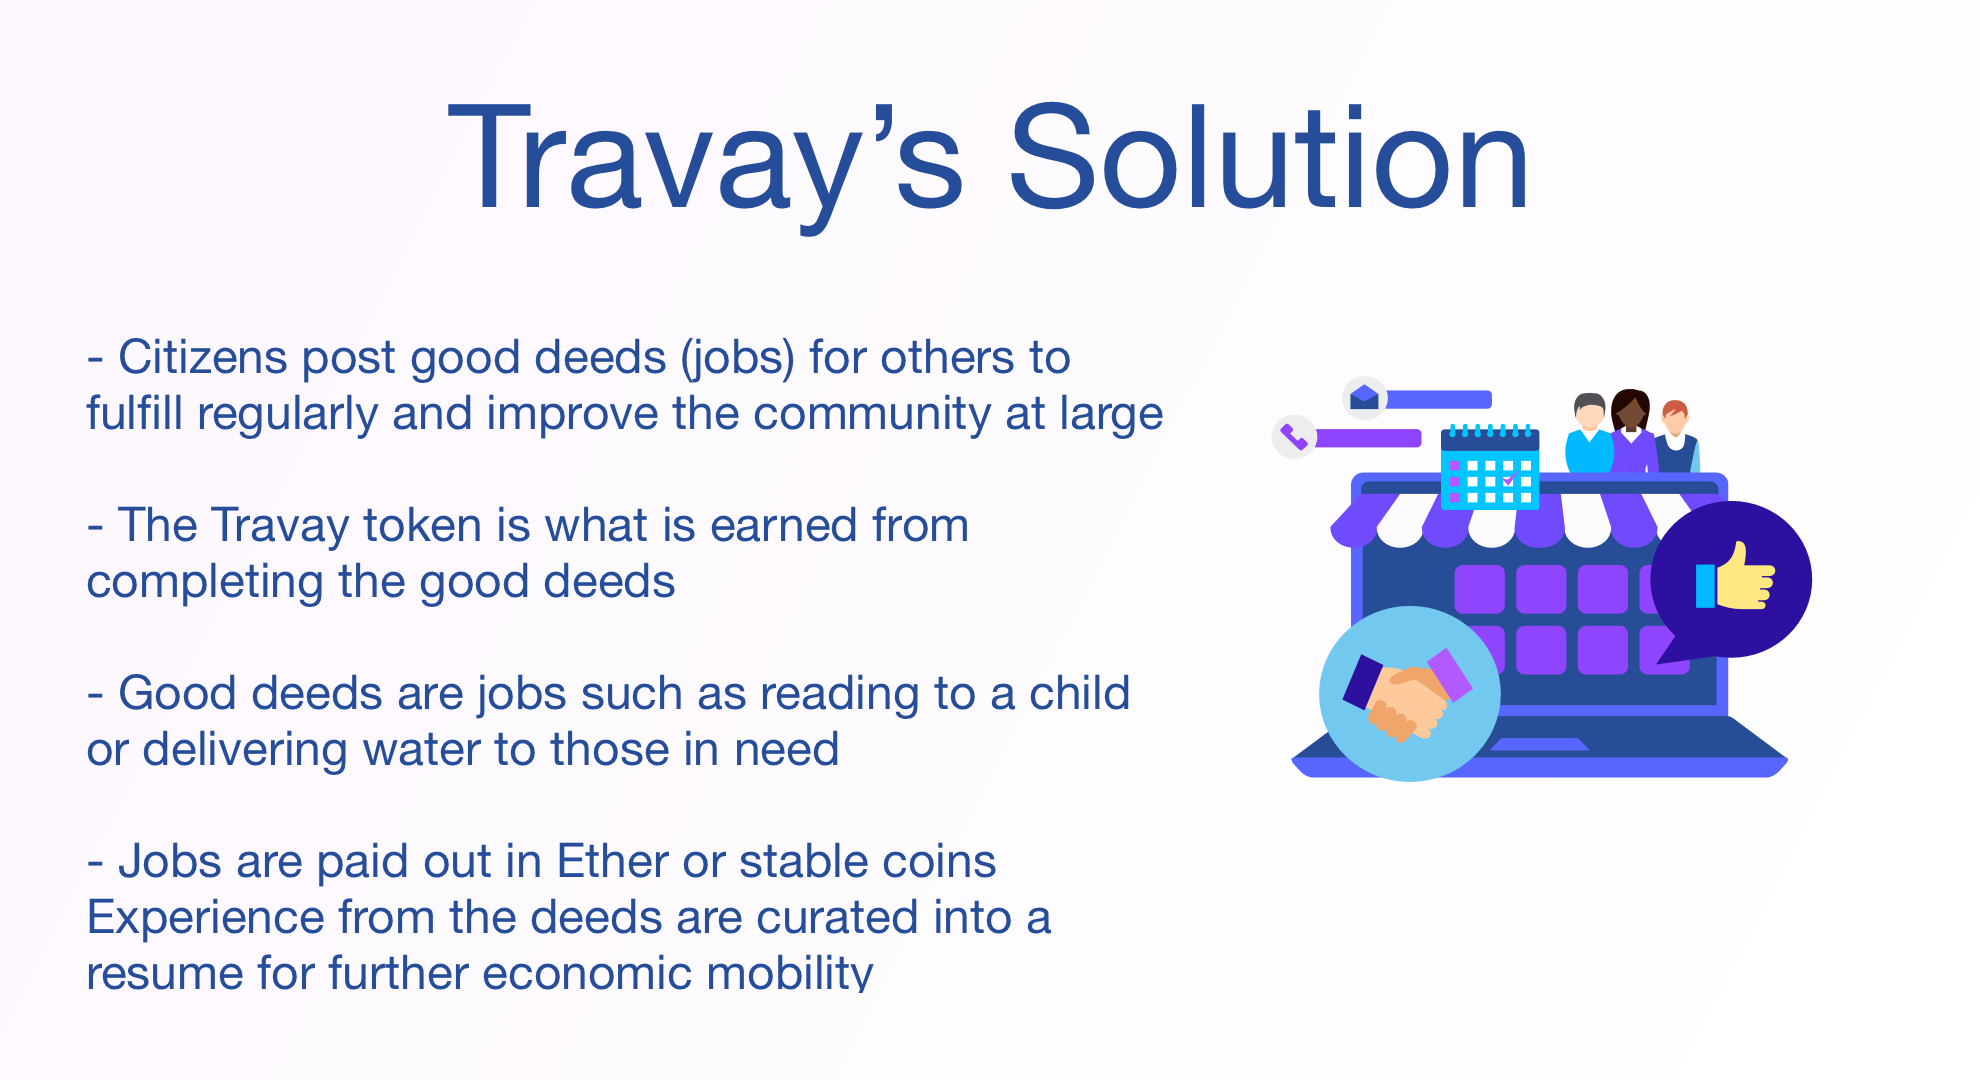 Travay’s Solution
- Citizens post good deeds (jobs) for others to
fulfill regularly and improve the community at large
- The Travay token is what is earned from
completing the good deeds
- Good deeds are jobs such as reading to a child
or delivering water to those in need
- Jobs are paid out in Ether or stable coins
Experience from the deeds are curated into a
resume for further economic mobility